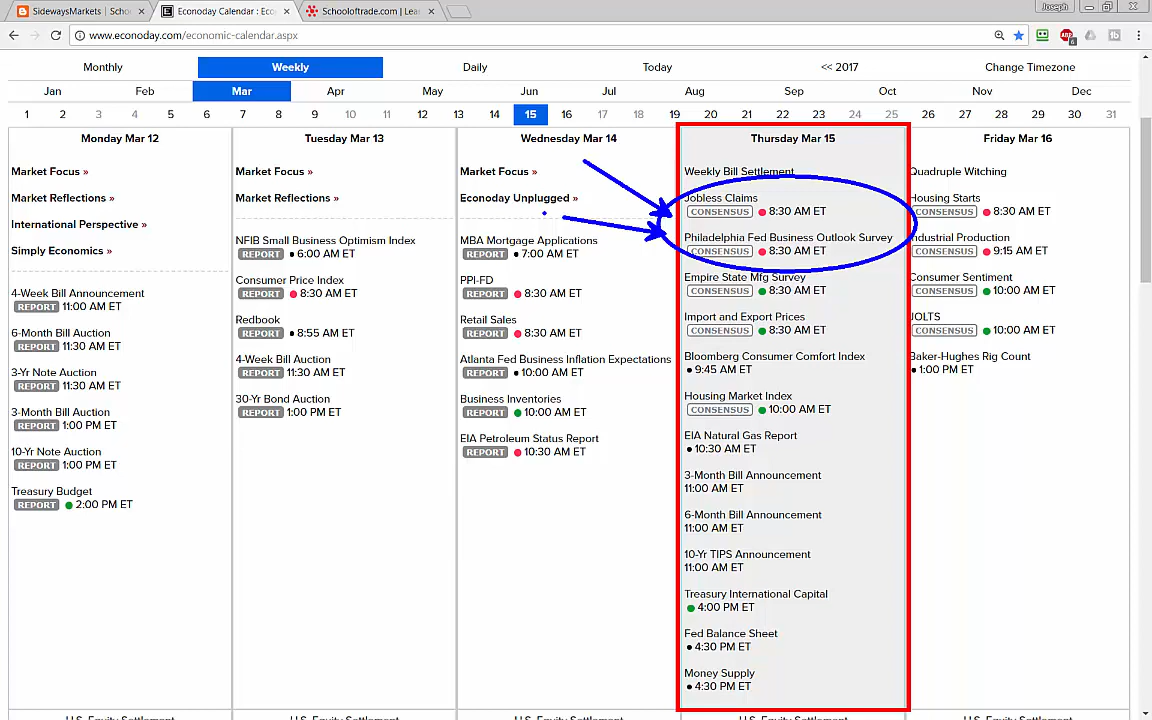 SidewaysMarkets | Scho
Econoday Calendar : Eco
Schooloftrade.com | Lear
Joseph
www.econoday.com/economic-calendar.aspx
Monthly Weekly Daily Today << 2017 Change Timezone
Jan Feb Mar Apr May Jun Jul Aug Sep Oct Nov Dec
1 2 3 4 5 6 7 8 9 10 11 12 13 14 15 16 17 18 19 20 21 22 23 24 25 26 27 28 29 30 31
Monday Mar 12
Market Focus »
Market Reflections »
International Perspective »
Simply Economics »
4-Week Bill Announcement
REPORT 11:00 AM ET
6-Month Bill Auction
REPORT 11:30 AM ET
3-Yr Note Auction
REPORT 11:30 AM ET
3-Month Bill Auction
REPORT 1:00 PM ET
10-Yr Note Auction
REPORT 1:00 PM ET
Treasury Budget
REPORT 2:00 PM ET
Tuesday Mar 13
Market Focus »
Market Reflections »
NFIB Small Business Optimism Index
REPORT 6:00 AM ET
Consumer Price Index
REPORT 8:30 AM ET
Redbook
REPORT 8:55 AM ET
4-Week Bill Auction
REPORT 11:30 AM ET
30-Yr Bond Auction
REPORT 1:00 PM ET
Wednesday Mar 14
Market Focus »
Econoday Unplugged »
MBA Mortgage Applications
REPORT 7:00 AM ET
PPI-FD
REPORT 8:30 AM ET
Retail Sales
REPORT 8:30 AM ET
Atlanta Fed Business Inflation Expectations
REPORT 10:00 AM ET
Business Inventories
REPORT 10:00 AM ET
EIA Petroleum Status Report
REPORT 10:30 AM ET
Thursday Mar 15
Weekly Bill Settlement
Jobless Claims
CONSENSUS 8:30 AM ET
Philadelphia Fed Business Outlook Survey
CONSENSUS 8:30 AM ET
Empire State Mfg Survey
CONSENSUS 8:30 AM ET
Import and Export Prices
CONSENSUS 8:30 AM ET
Bloomberg Consumer Comfort Index
9:45 AM ET
Housing Market Index
CONSENSUS 10:00 AM ET
EIA Natural Gas Report
10:30 AM ET
3-Month Bill Announcement
11:00 AM ET
6-Month Bill Announcement
11:00 AM ET
10-Yr TIPS Announcement
11:00 AM ET
Treasury International Capital
4:00 PM ET
Fed Balance Sheet
4:30 PM ET
Money Supply
4:30 PM ET
Friday Mar 16
Quadruple Witching
Housing Starts
CONSENSUS 8:30 AM ET
Industrial Production
CONSENSUS 9:15 AM ET
Consumer Sentiment
CONSENSUS 10:00 AM ET
JOLTS
CONSENSUS 10:00 AM ET
Baker-Hughes Rig Count
1:00 PM ET